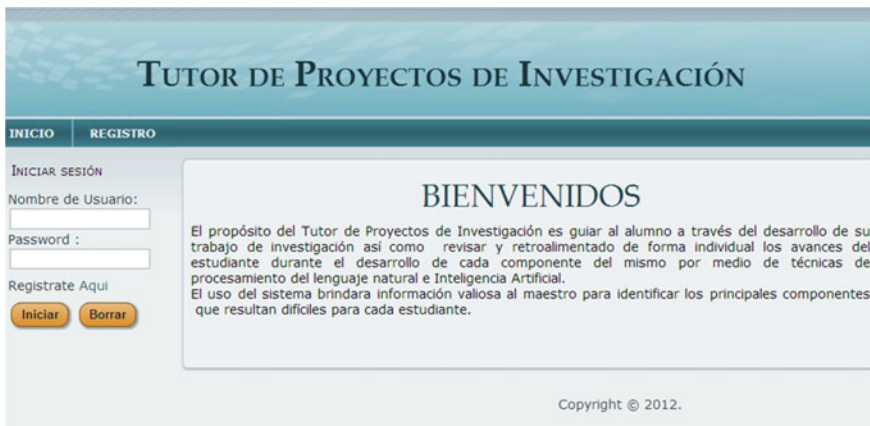 TUTOR DE PROYECTOS DE INVESTIGACIÓN
INICIO REGISTRO
INICIAR SESIÓN
Nombre de Usuario:
Password :
Registrate Aqui
Iniciar Borrar
BIENVENIDOS
El propósito del Tutor de Proyectos de Investigación es guiar al alumno a través del desarrollo de su
trabajo de investigación así como revisar y retroalimentado de forma individual los avances del
estudiante durante el desarrollo de cada componente del mismo por medio de técnicas de
procesamiento del lenguaje natural e Inteligencia Artificial.
El uso del sistema brindara información valiosa al maestro para identificar los principales componentes
que resultan difíciles para cada estudiante.
Copyright © 2012.